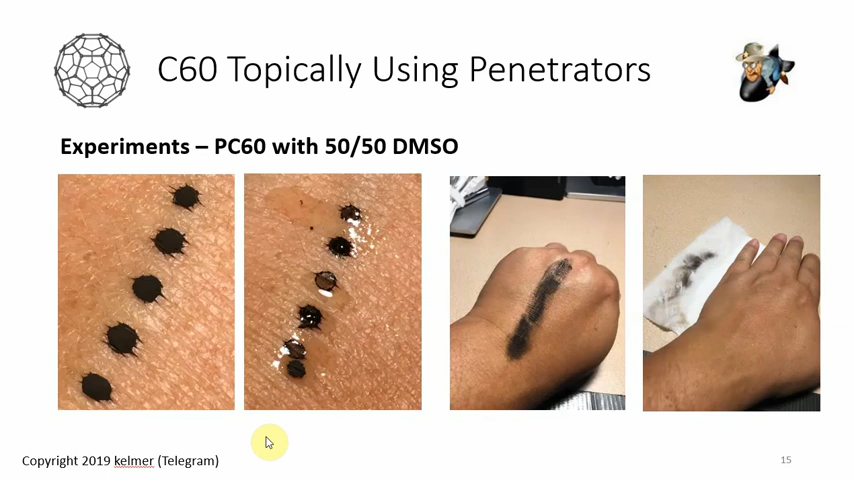 C60 Topically Using Penetrators
Experiments – PC60 with 50/50 DMSO
Copyright 2019 kelmer (Telegram)
15